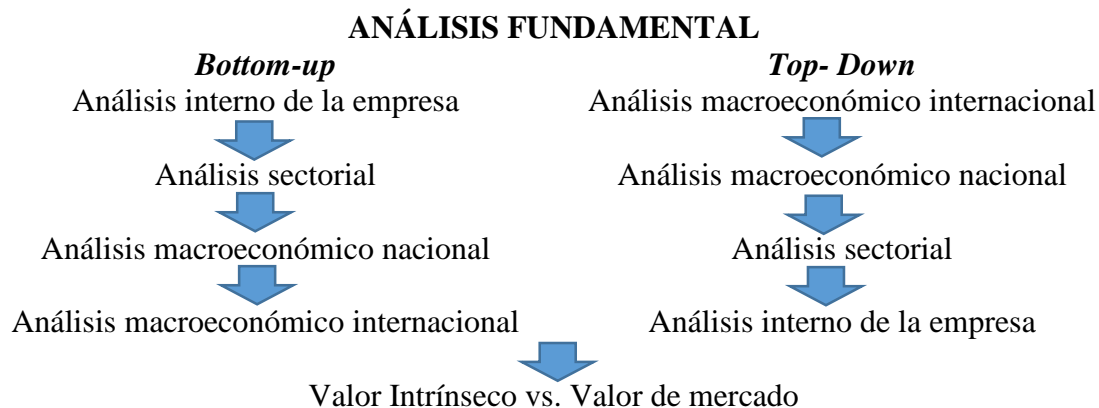 ANÁLISIS FUNDAMENTAL
Bottom-up
Análisis interno de la empresa
Análisis sectorial
Análisis macroeconómico nacional
Análisis macroeconómico internacional
Top- Down
Análisis macroeconómico internacional
Análisis macroeconómico nacional
Análisis sectorial
Análisis interno de la empresa
Valor Intrínseco vs. Valor de mercado